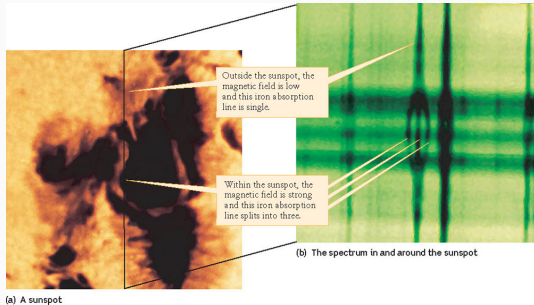 Outside the sunspot, the
magnetic field is low
and this iron absorption
line is single.
Within the sunspot, the
magnetic field is strong
and this iron absorption
line splits into three.
(b) The spectrum in and around the sunspot
(a) A sunspot